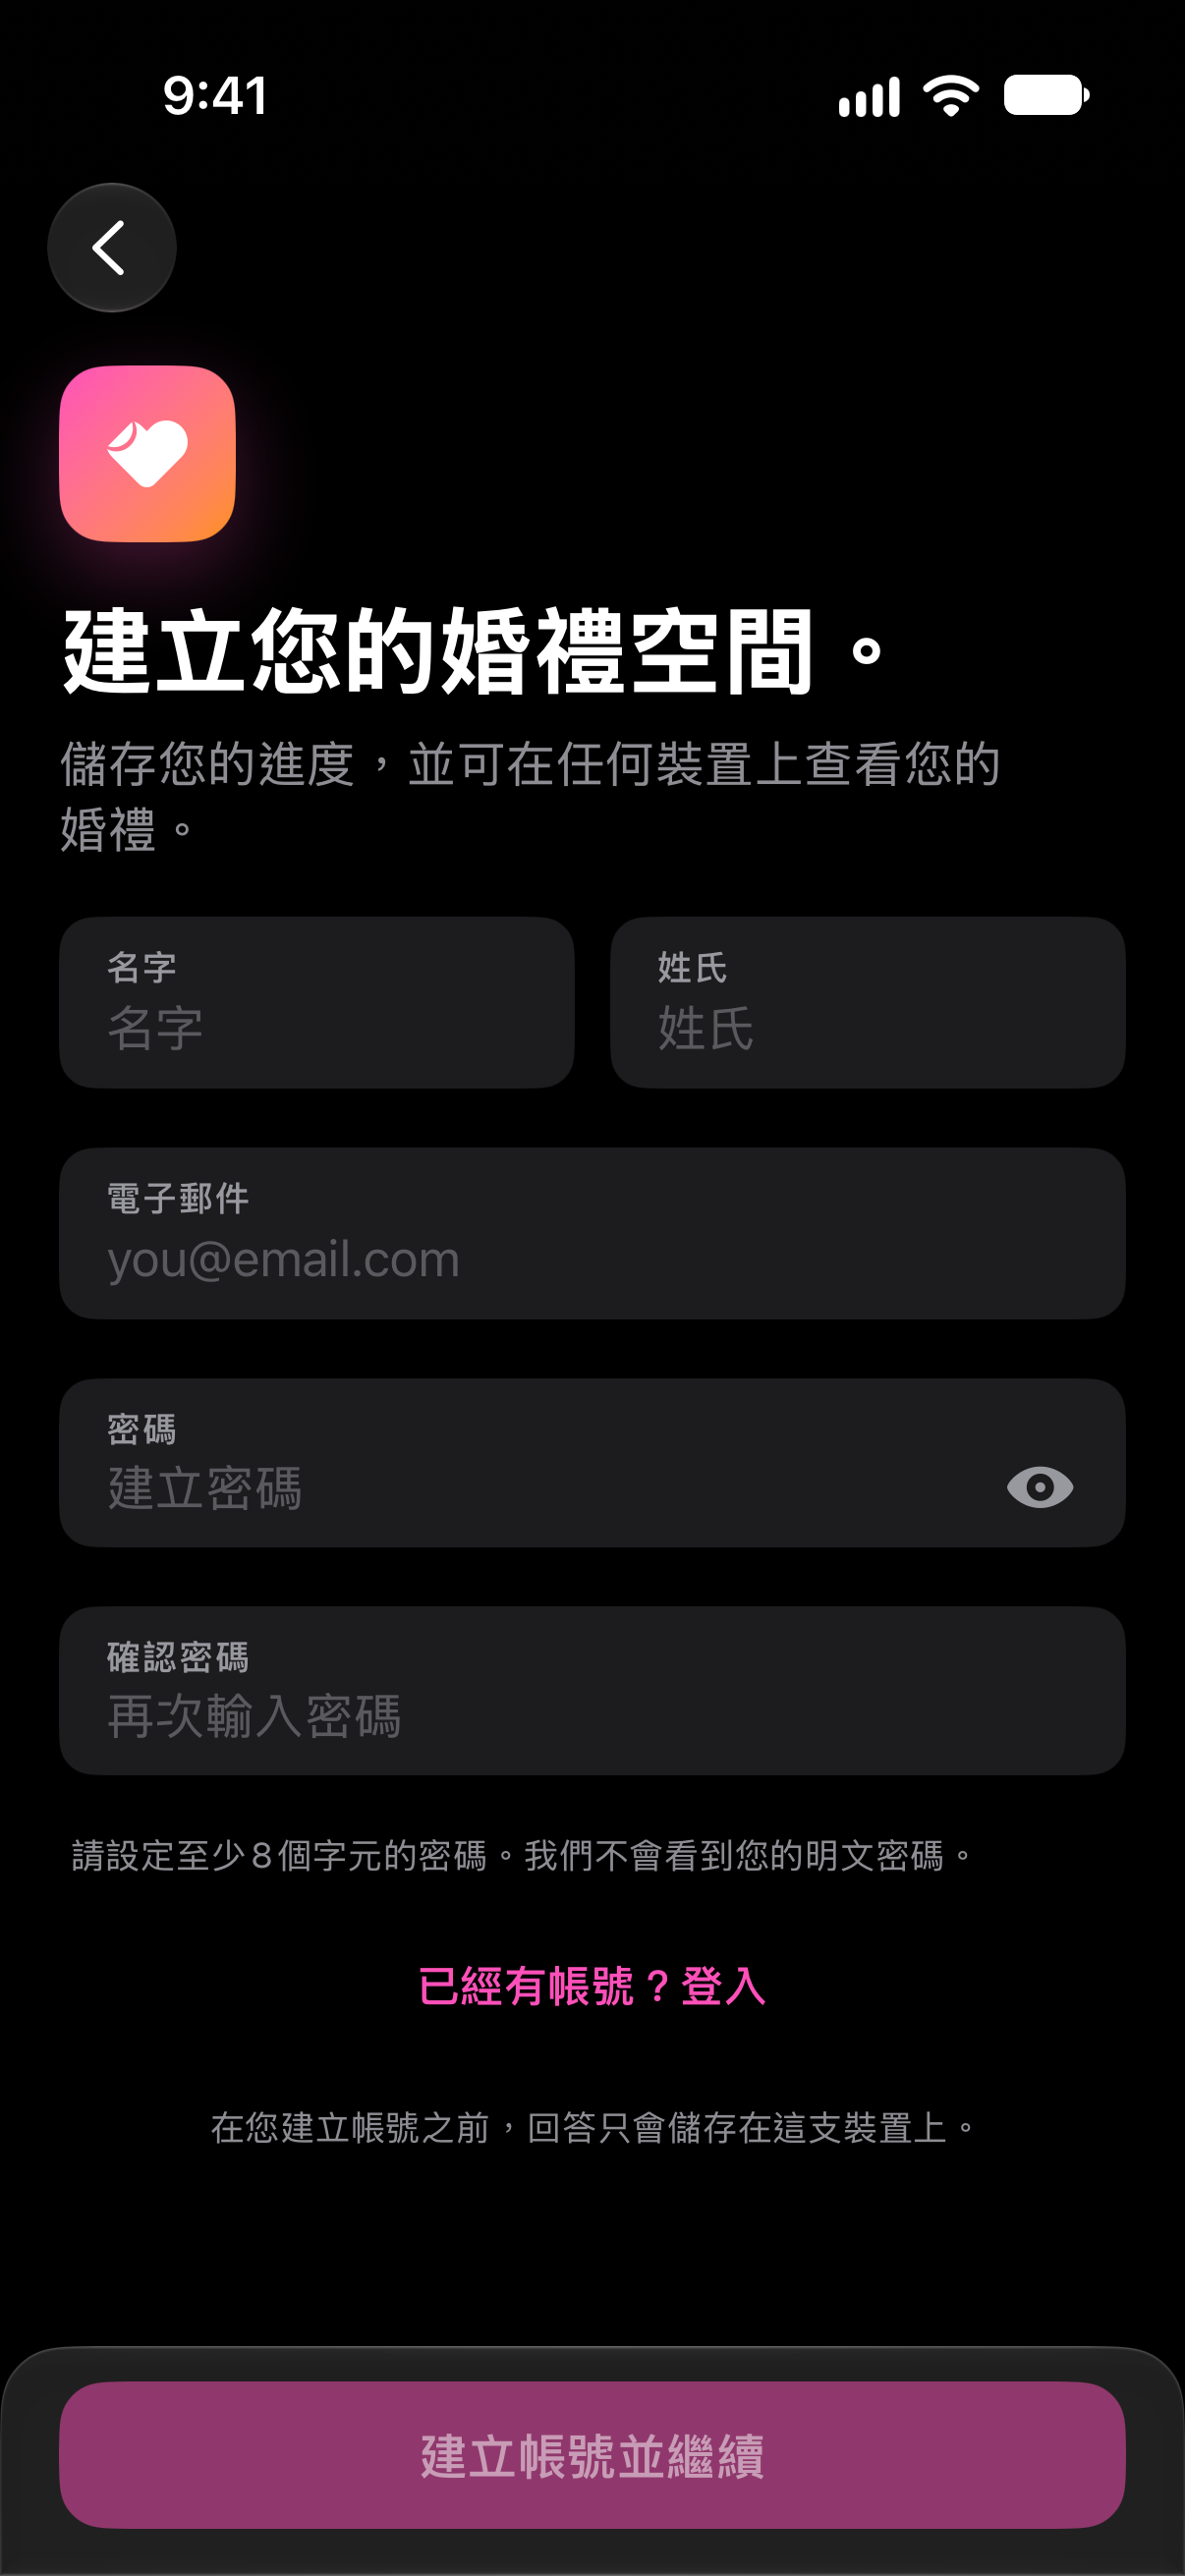 9:41
建立您的婚禮空間。
儲存您的進度，並可在任何裝置上查看您的
婚禮。
名字
名字
姓氏
姓氏
電子郵件
you@email.com
密碼
建立密碼
確認密碼
再次輸入密碼
請設定至少 8 個字元的密碼。我們不會看到您的明文密碼。
已經有帳號？登入
在您建立帳號之前，回答只會儲存在這支裝置上。
建立帳號並繼續